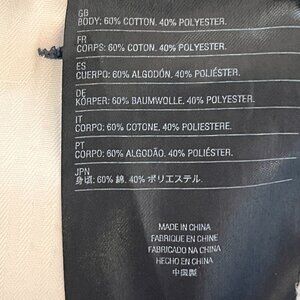 GB
BODY; 60% COTTON. 40% POLYESTER.
FR
CORPS: 60% COTON. 40% POLYESTER.
ES
CUERPO: 60% ALGODÓN. 40% POLIÉSTER.
DE
KÖRPER: 60% BAUMWOLLE. 40% POLYESTER.
IT
CORPO: 60% COTONE. 40% POLIESTERE.
PT
CORPO: 60% ALGODÃO. 40% POLIÉSTER.
JPN
身頃: 60% 綿. 40% ポリエステル
MADE IN CHINA
FABRIQUE EN CHINE
FABRICADO NA CHINA
HECHO EN CHINA
中国製